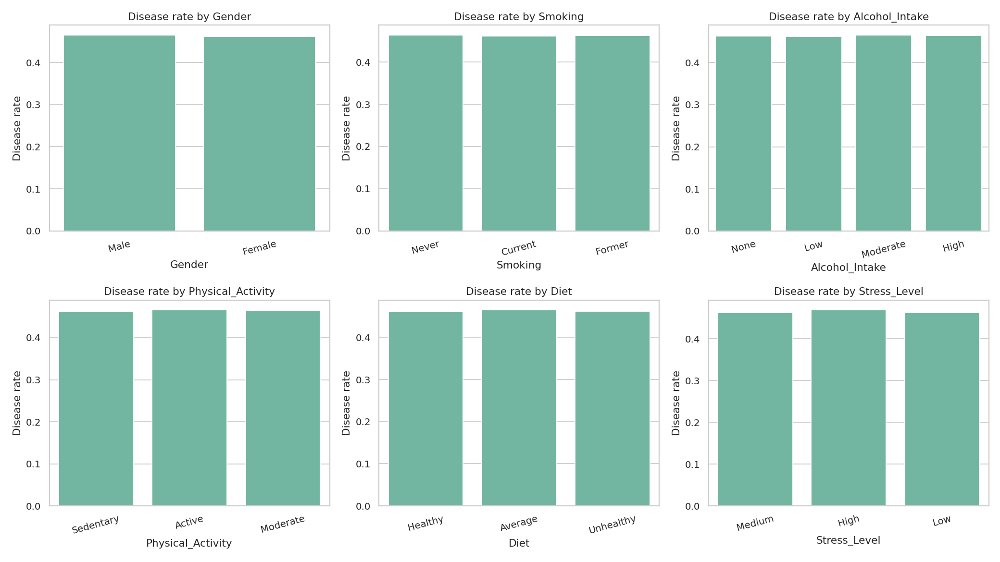 Disease rate by Gender
Disease rate
0.4
0.3
0.2
0.1
0.0
Male
Female
Gender
Disease rate by Smoking
Disease rate
0.4
0.3
0.2
0.1
0.0
Never
Current
Former
Smoking
Disease rate by Alcohol_Intake
Disease rate
0.4
0.3
0.2
0.1
0.0
None
Low
Moderate
High
Alcohol_Intake
Disease rate by Physical_Activity
Disease rate
0.4
0.3
0.2
0.1
0.0
Sedentary
Active
Moderate
Physical_Activity
Disease rate by Diet
Disease rate
0.4
0.3
0.2
0.1
0.0
Healthy
Average
Unhealthy
Diet
Disease rate by Stress_Level
Disease rate
0.4
0.3
0.2
0.1
0.0
Medium
High
Low
Stress_Level